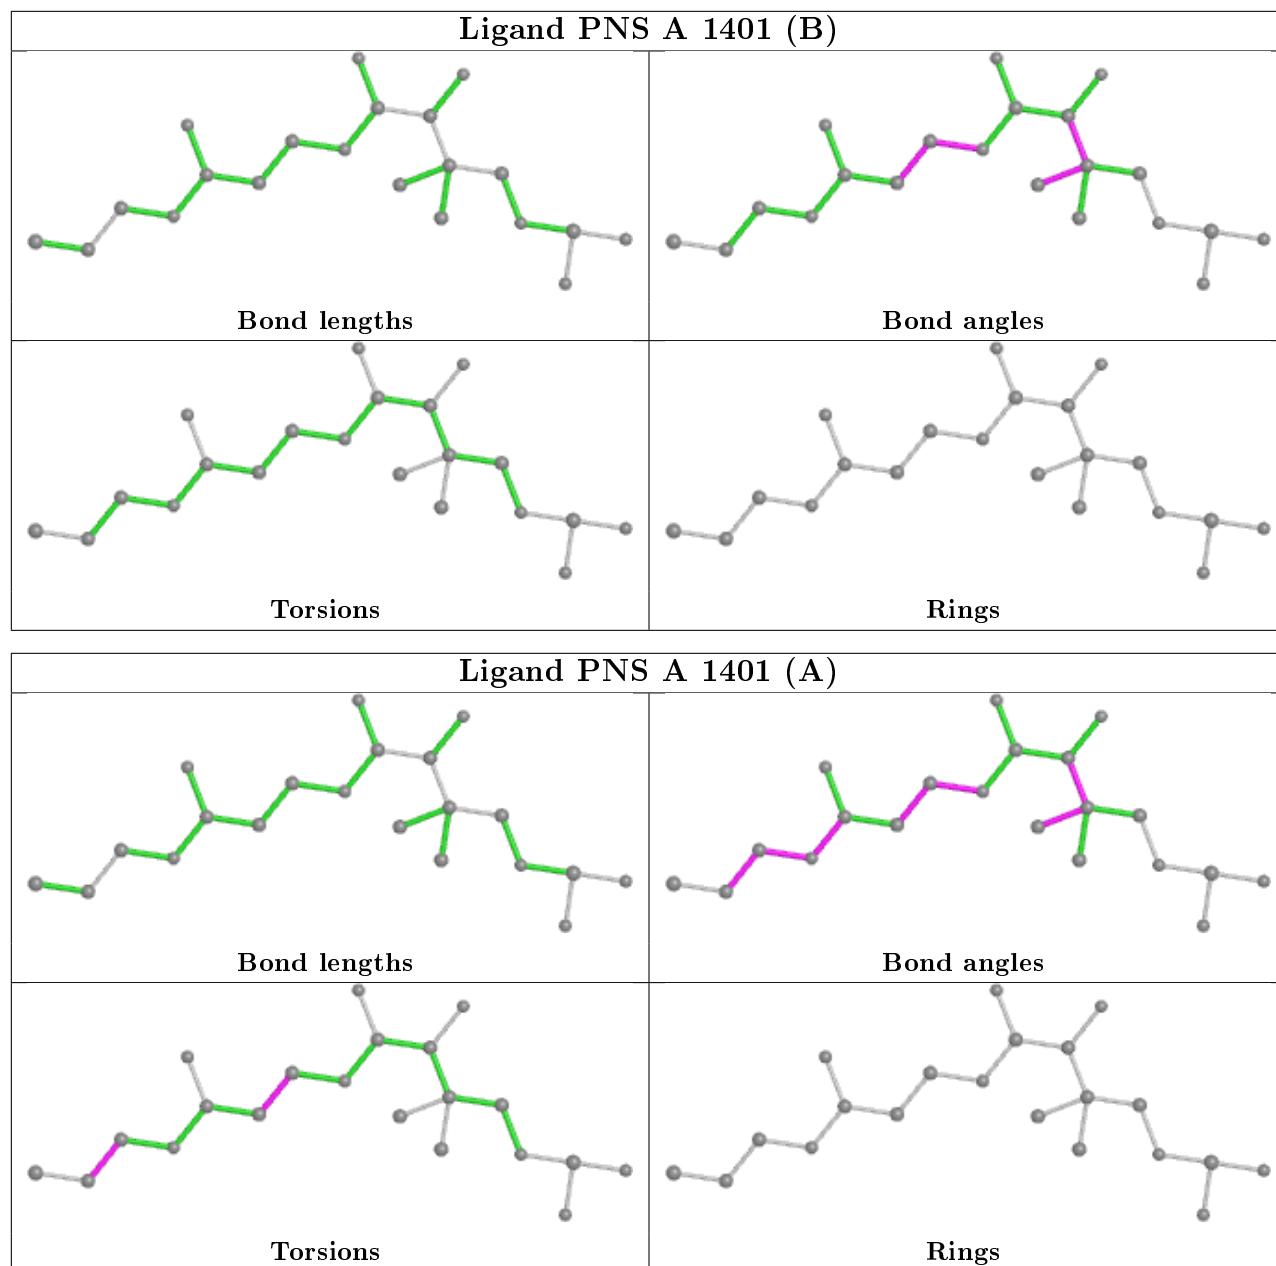 Ligand PNS A 1401 (B)
Bond lengths
Bond angles
Torsions
Rings
Ligand PNS A 1401 (A)
Bond lengths
Bond angles
Torsions
Rings